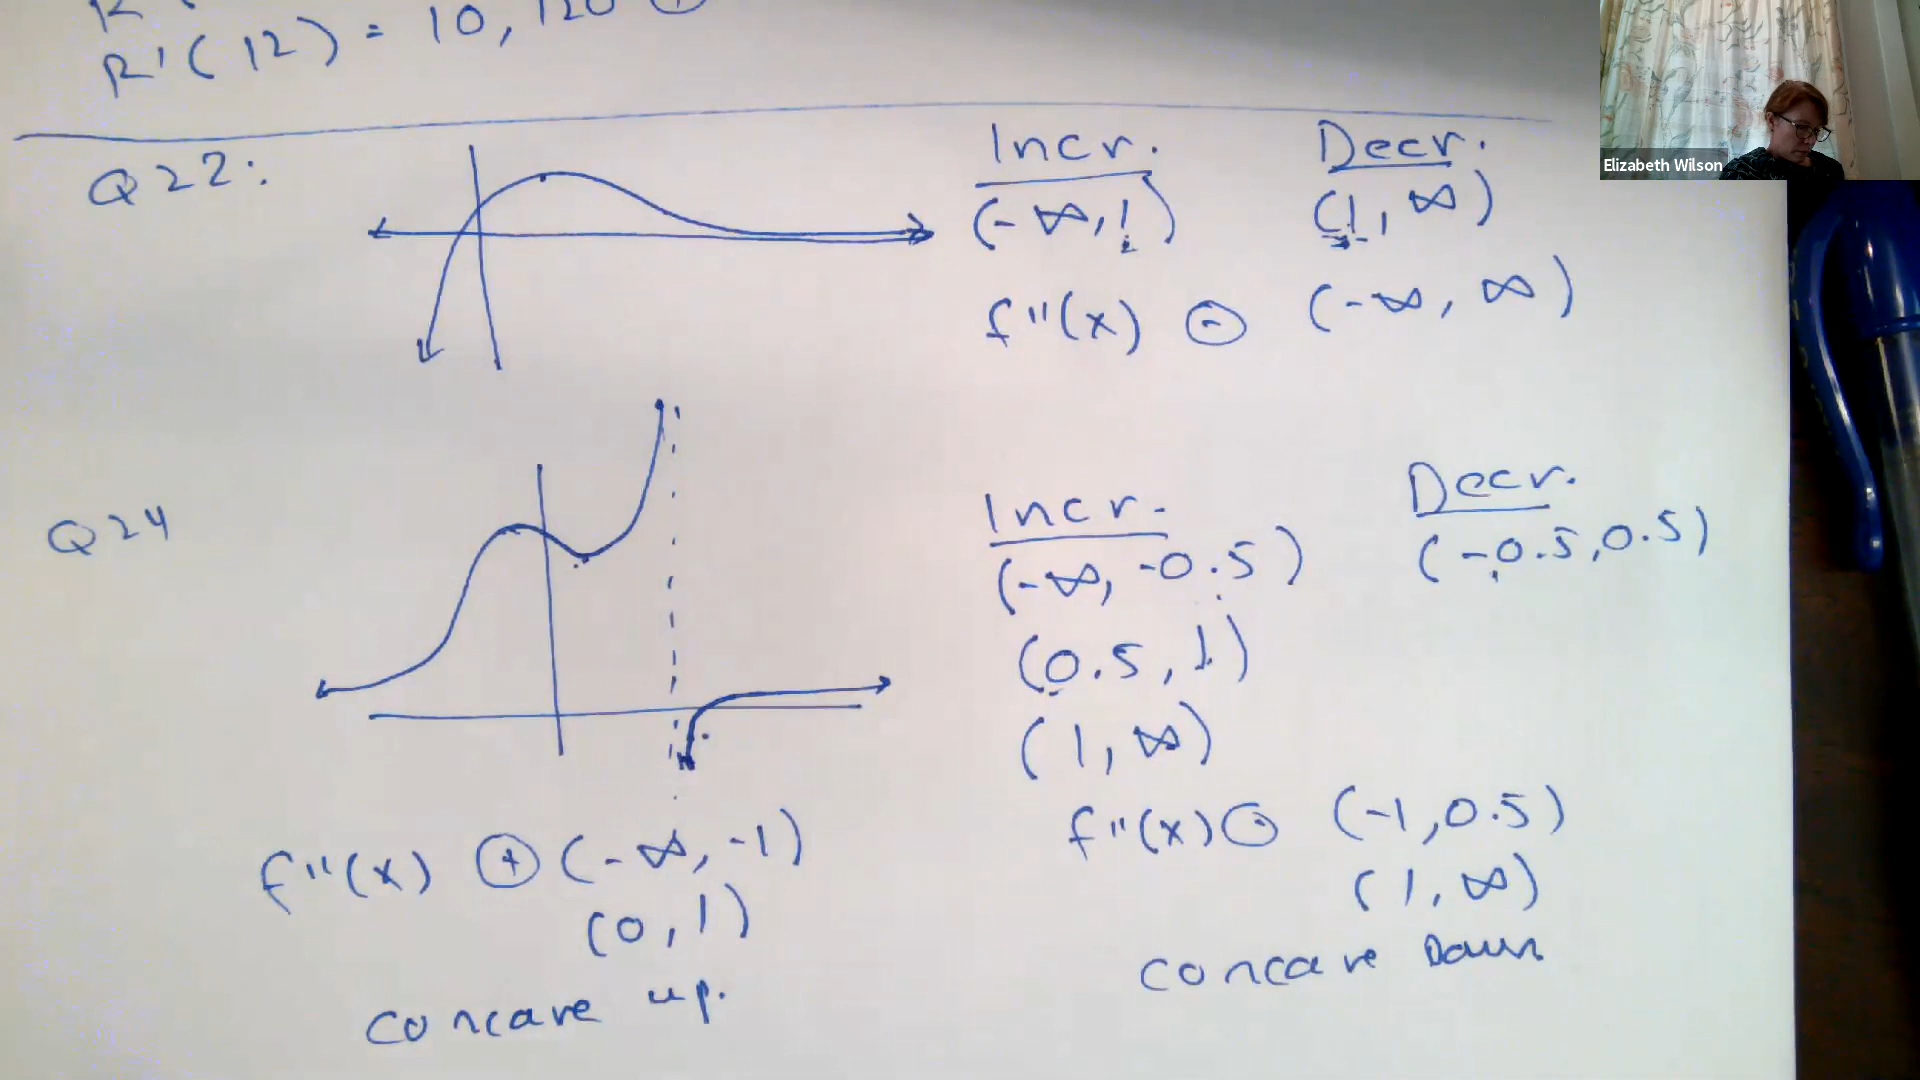 R'(12) = 10,120
Q22:
Incr.
(-∞,1)
Decr.
(1,∞)
f''(x) ⊖ (-∞,∞)
Elizabeth Wilson
Q24
Incr.
(-∞,-0.5)
(0.5,1)
(1,∞)
Decr.
(-0.5,0.5)
f''(x) ⊕ (-∞,-1)
(0,1)
concave up.
f''(x) ⊖ (-1,0.5)
(1,∞)
concave Down